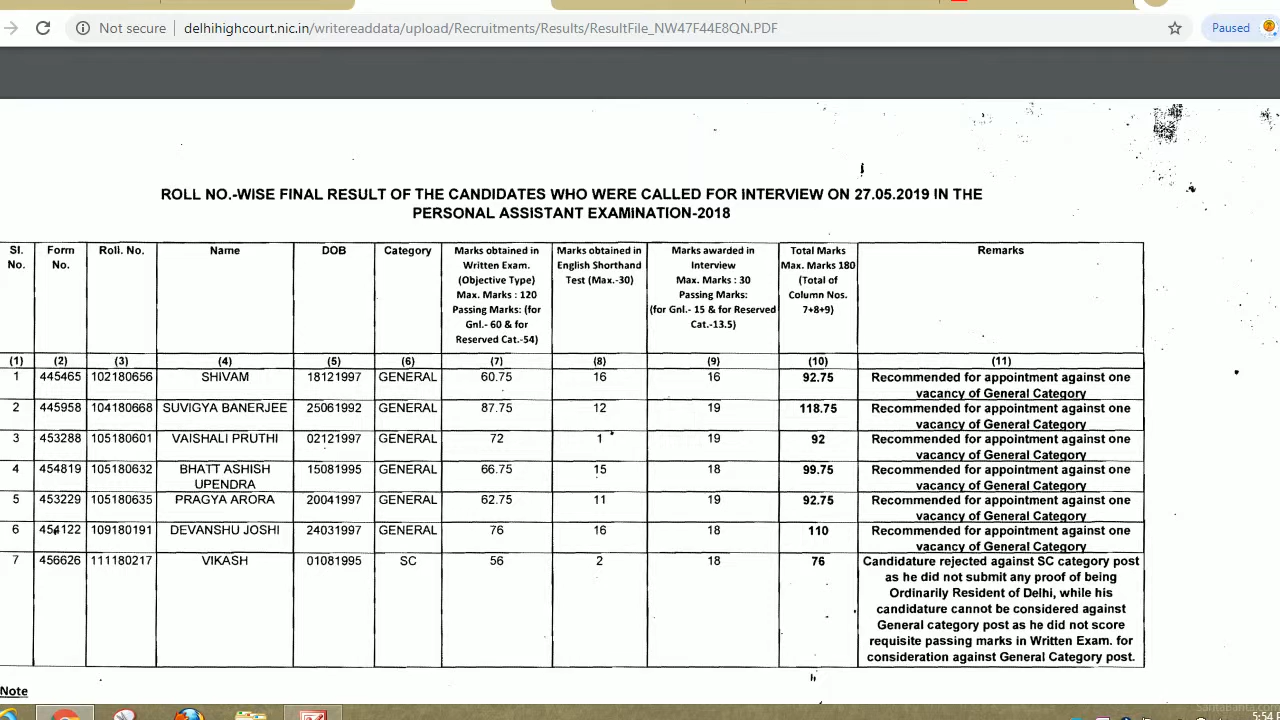 Not secure delhihighcourt.nic.in/writereaddata/upload/Recruitments/Results/ResultFile_NW47F44E8QN.PDF Paused
ROLL NO.-WISE FINAL RESULT OF THE CANDIDATES WHO WERE CALLED FOR INTERVIEW ON 27.05.2019 IN THE
PERSONAL ASSISTANT EXAMINATION-2018
Sl. No. Form No. Roll. No. Name DOB Category Marks obtained in Written Exam. (Objective Type) Max. Marks : 120 Passing Marks: (for Gnl.- 60 & for Reserved Cat.-54) Marks obtained in English Shorthand Test (Max.-30) Marks awarded in Interview Max. Marks : 30 Passing Marks: (for Gnl.- 15 & for Reserved Cat.-13.5) Total Marks Max. Marks 180 (Total of Column Nos. 7+8+9) Remarks
(1) (2) (3) (4) (5) (6) (7) (8) (9) (10) (11)
1 445465 102180656 SHIVAM 18121997 GENERAL 60.75 16 16 92.75 Recommended for appointment against one
vacancy of General Category
2 445958 104180668 SUVIGYA BANERJEE 25061992 GENERAL 87.75 12 19 118.75 Recommended for appointment against one
vacancy of General Category
3 453288 105180601 VAISHALI PRUTHI 02121997 GENERAL 72 1 19 92 Recommended for appointment against one
vacancy of General Category
4 454819 105180632 BHATT ASHISH 15081995 GENERAL 66.75 15 18 99.75 Recommended for appointment against one
UPENDRA vacancy of General Category
5 453229 105180635 PRAGYA ARORA 20041997 GENERAL 62.75 11 19 92.75 Recommended for appointment against one
vacancy of General Category
6 454122 109180191 DEVANSHU JOSHI 24031997 GENERAL 76 16 18 110 Recommended for appointment against one
vacancy of General Category
7 456626 111180217 VIKASH 01081995 SC 56 2 18 76 Candidature rejected against SC category post
as he did not submit any proof of being
Ordinarily Resident of Delhi, while his
candidature cannot be considered against
General category post as he did not score
requisite passing marks in Written Exam. for
consideration against General Category post.
Note
SantaBanta.com